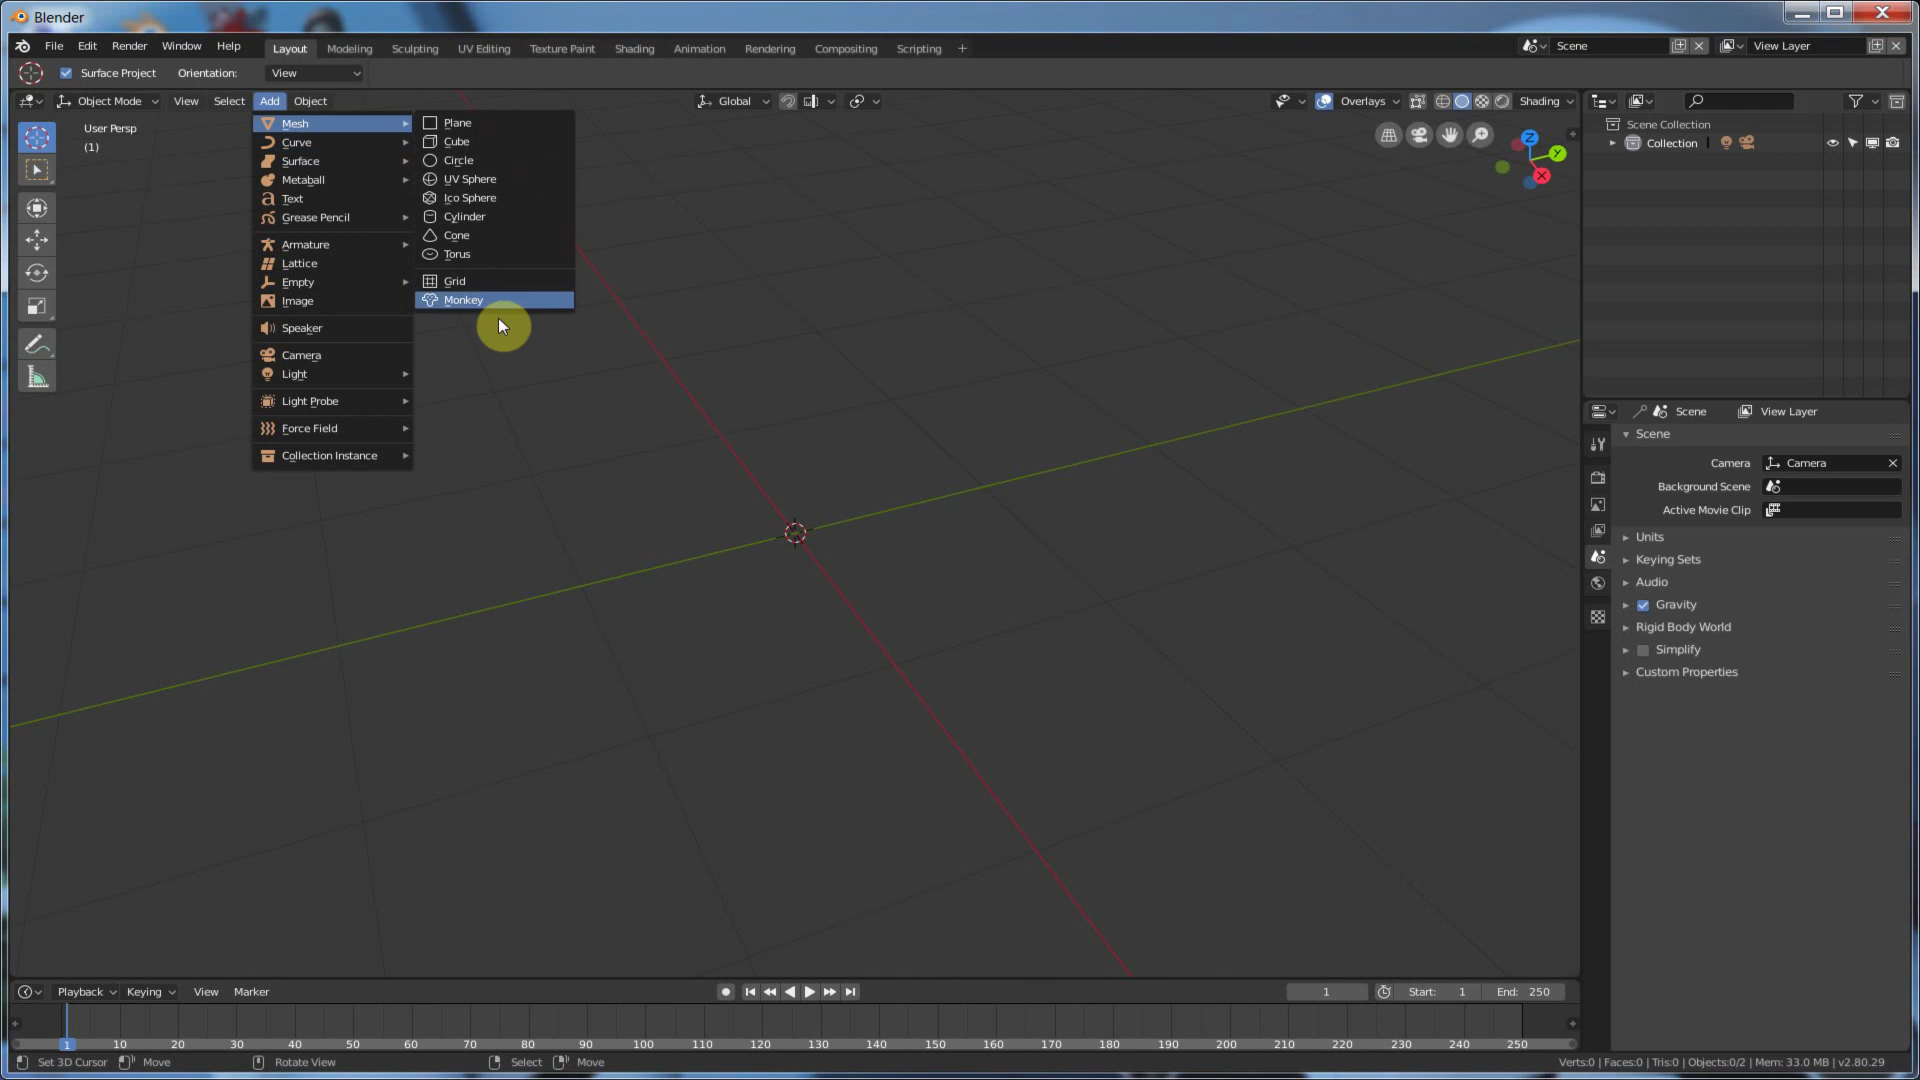 Blender
File Edit Render Window Help Layout Modeling Sculpting UV Editing Texture Paint Shading Animation Rendering Compositing Scripting + Scene View Layer
Surface Project Orientation: View
Object Mode View Select Add Object Global Overlays Shading
User Persp
(1)
Mesh
Curve
Surface
Metaball
Text
Grease Pencil
Armature
Lattice
Empty
Image
Speaker
Camera
Light
Light Probe
Force Field
Collection Instance
Plane
Cube
Circle
UV Sphere
Ico Sphere
Cylinder
Cone
Torus
Grid
Monkey
Z
Y
X
Scene Collection
Collection
Scene View Layer
Scene
Camera Camera
Background Scene
Active Movie Clip
Units
Keying Sets
Audio
Gravity
Rigid Body World
Simplify
Custom Properties
Playback Keying View Marker 1 Start: 1 End: 250
1 10 20 30 40 50 60 70 80 90 100 110 120 130 140 150 160 170 180 190 200 210 220 230 240 250
Set 3D Cursor Move Rotate View Select Move Verts:0 | Faces:0 | Tris:0 | Objects:0/2 | Mem: 33.0 MB | v2.80.29